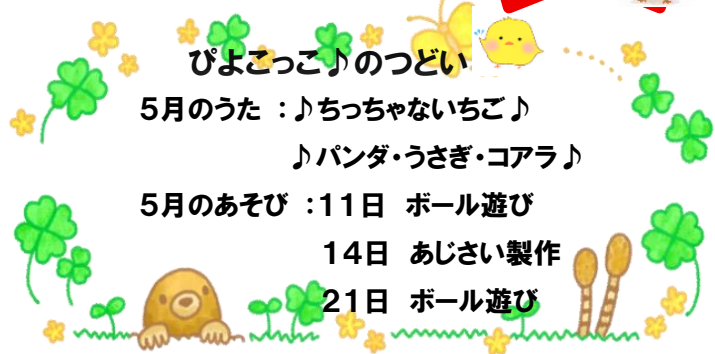 ぴよこっこ♪のつどい
５月のうた ：♪ちっちゃないちご♪
♪パンダ・うさぎ・コアラ♪
５月のあそび ：１１日　ボール遊び
１４日　あじさい製作
２１日　ボール遊び